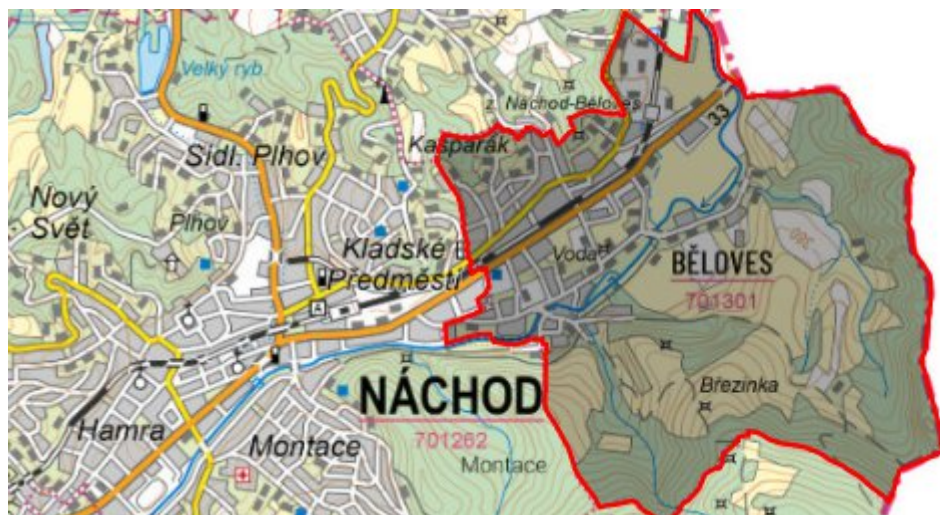 Velký ryb.
z. Náchod-Běloves
33
Kašparák
Sídl. Plhov
Nový
Svět
Plhov
Kladské
Předměstí
Voda
BĚLOVES
701301
A
Březinka
NÁCHOD
701262
Hamra
Montace
Montace